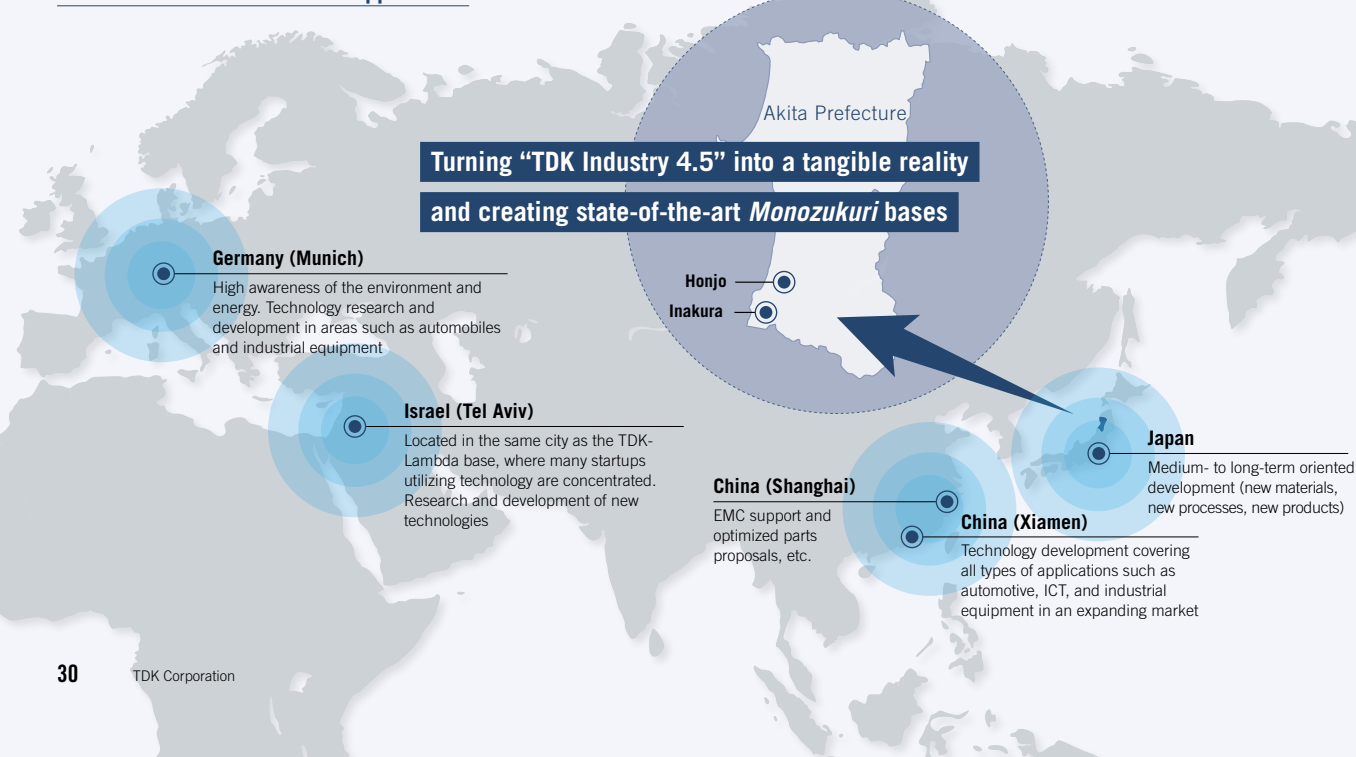 Akita Prefecture
Turning “TDK Industry 4.5” into a tangible reality
and creating state-of-the-art Monozukuri bases
Honjo
Inakura
Germany (Munich)
High awareness of the environment and
energy. Technology research and
development in areas such as automobiles
and industrial equipment
Israel (Tel Aviv)
Located in the same city as the TDK-
Lambda base, where many startups
utilizing technology are concentrated.
Research and development of new
technologies
China (Shanghai)
EMC support and
optimized parts
proposals, etc.
China (Xiamen)
Technology development covering
all types of applications such as
automotive, ICT, and industrial
equipment in an expanding market
Japan
Medium- to long-term oriented
development (new materials,
new processes, new products)
30 TDK Corporation